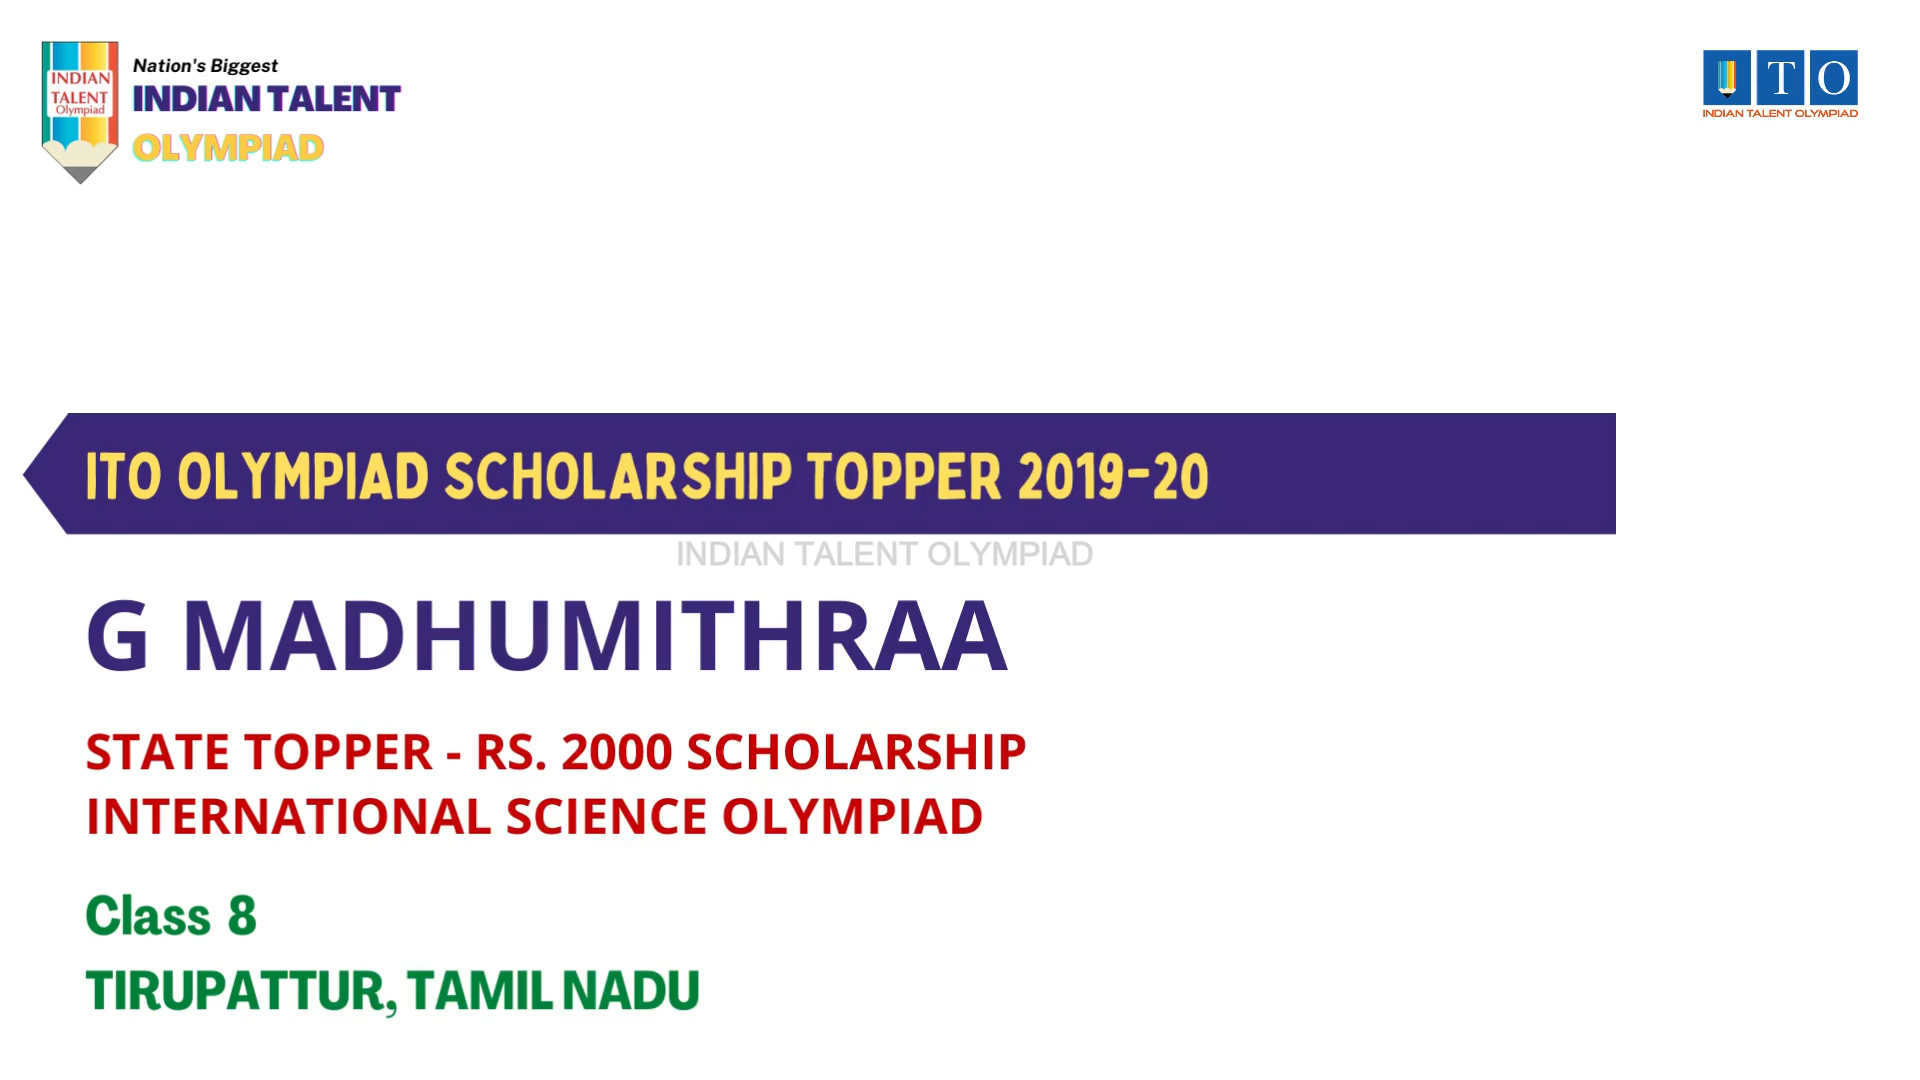 INDIAN
TALENT
Olympiad
Nation's Biggest
INDIAN TALENT
OLYMPIAD
TO
INDIAN TALENT OLYMPIAD
ITO OLYMPIAD SCHOLARSHIP TOPPER 2019-20
INDIAN TALENT OLYMPIAD
G MADHUMITHRAA
STATE TOPPER - RS. 2000 SCHOLARSHIP
INTERNATIONAL SCIENCE OLYMPIAD
Class 8
TIRUPATTUR, TAMIL NADU